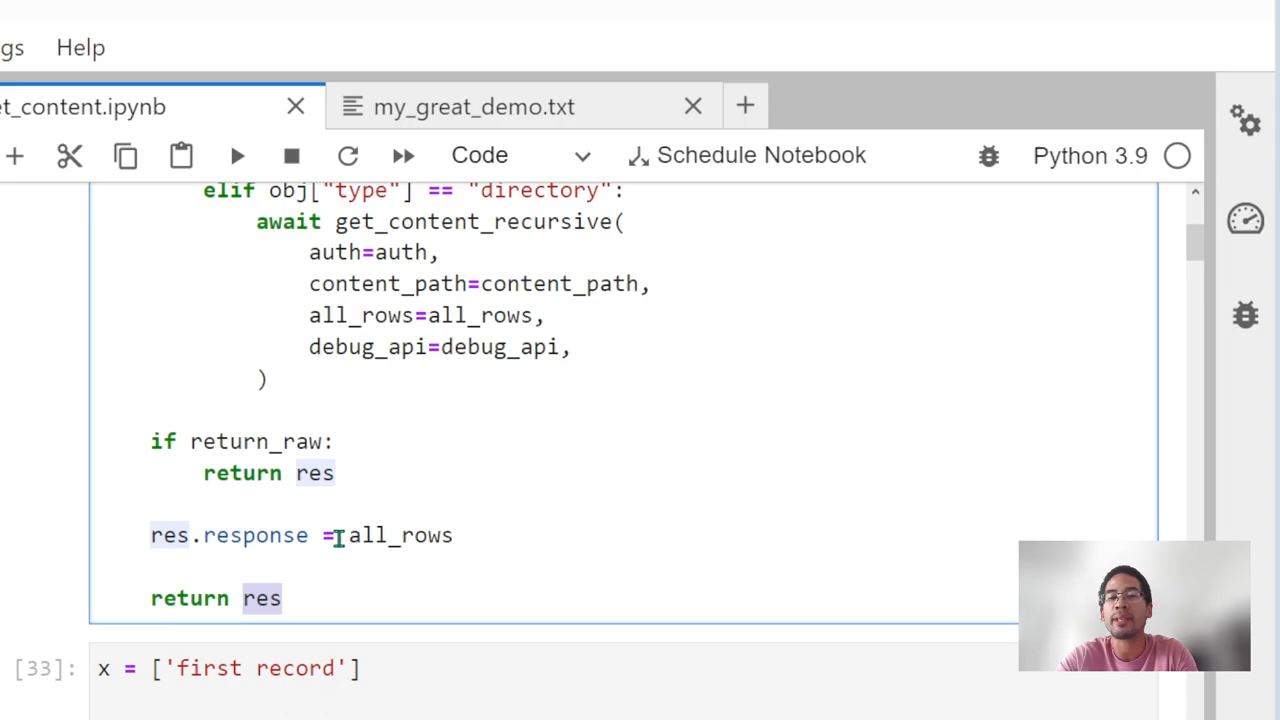 gs Help
et_content.ipynb my_great_demo.txt
Code Schedule Notebook Python 3.9
elif obj["type"] == "directory":
await get_content_recursive(
auth=auth,
content_path=content_path,
all_rows=all_rows,
debug_api=debug_api,
)
if return_raw:
return res
res.response = all_rows
return res
[33]: x = ['first record']